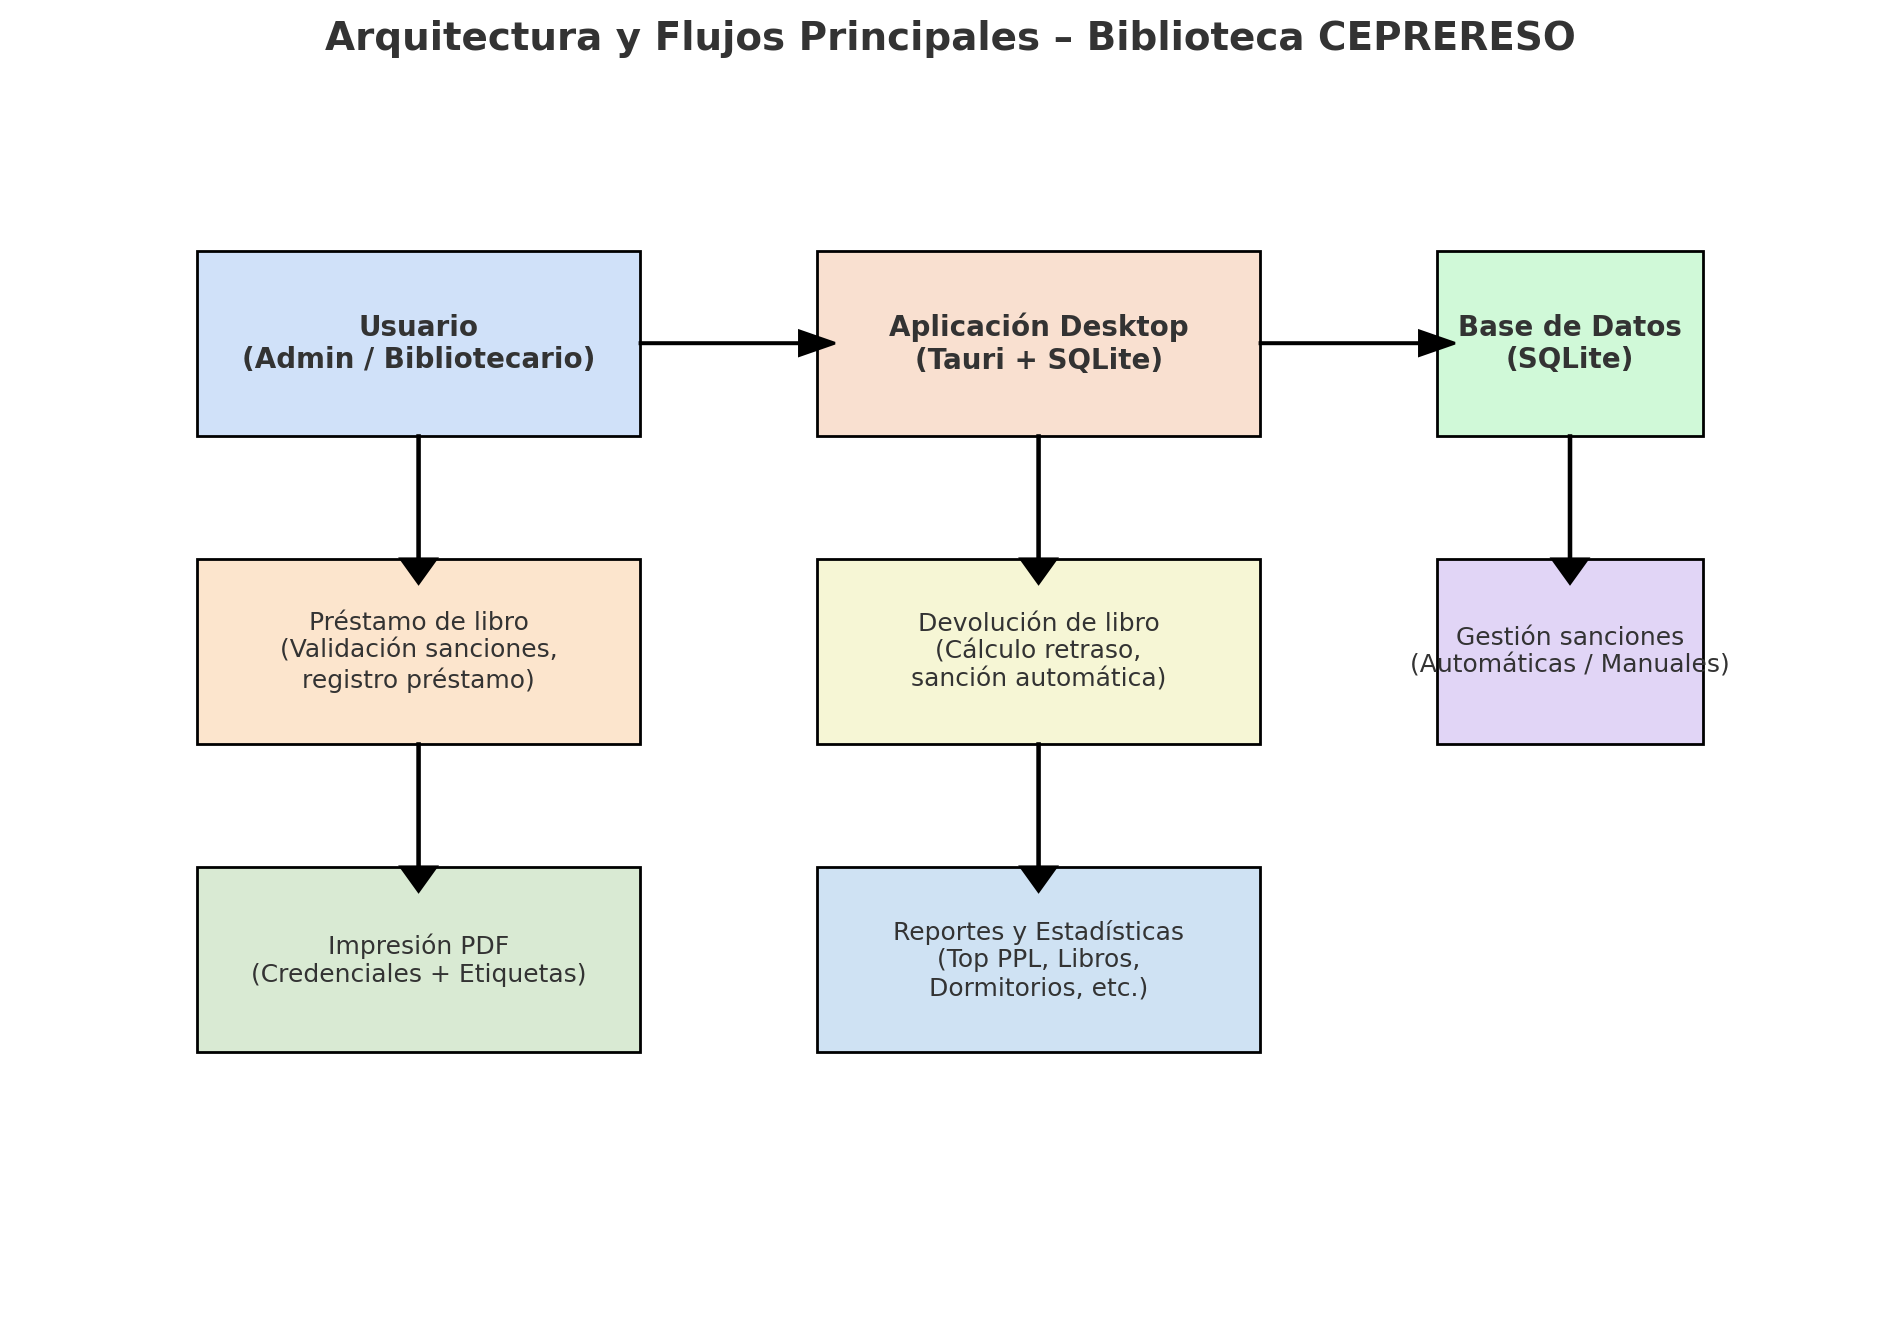 Arquitectura y Flujos Principales – Biblioteca CEPRERESO
Usuario
(Admin / Bibliotecario)
Aplicación Desktop
(Tauri + SQLite)
Base de Datos
(SQLite)
Préstamo de libro
(Validación sanciones,
registro préstamo)
Devolución de libro
(Cálculo retraso,
sanción automática)
Gestión sanciones
(Automáticas / Manuales)
Impresión PDF
(Credenciales + Etiquetas)
Reportes y Estadísticas
(Top PPL, Libros,
Dormitorios, etc.)